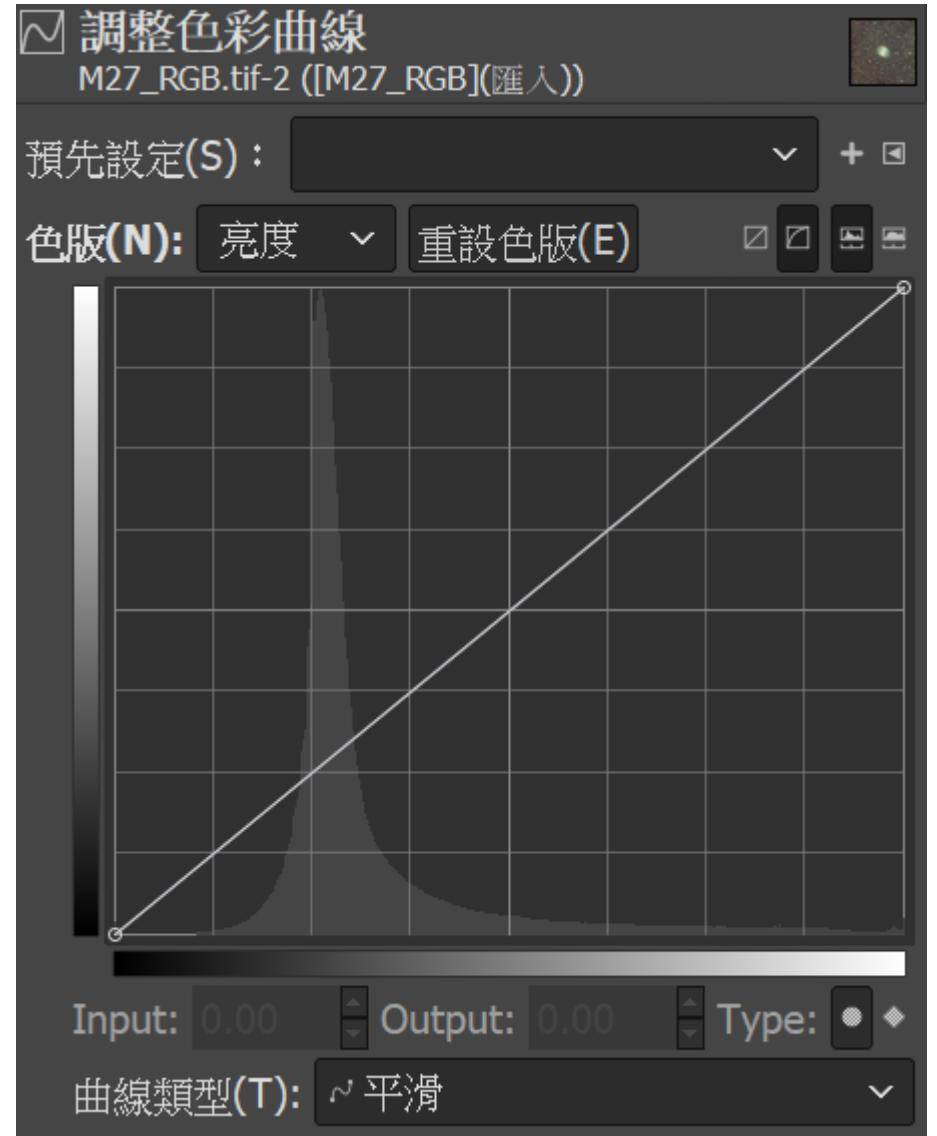 調整色彩曲線
M27_RGB.tif-2 ([M27_RGB](匯入))
預先設定(S)：
色版(N): 亮度 重設色版(E)
Input: 0.00 Output: 0.00 Type:
曲線類型(T): 平滑